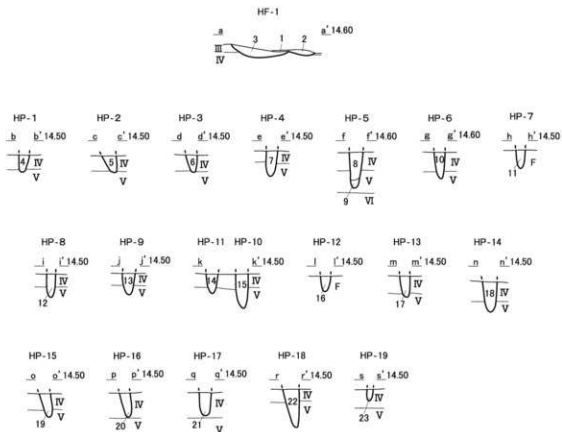 HF-1
a a' 14.60
3 1 2
III
IV
HP-1 HP-2 HP-3 HP-4 HP-5 HP-6 HP-7
b b' 14.50 c c' 14.50 d d' 14.50 e e' 14.50 f f' 14.60 g g' 14.60 h h' 14.50
4 IV 5 IV 6 IV 7 IV 8 IV 10 IV F
V V V V V V 11
9 VI
HP-8 HP-9 HP-11 HP-10 HP-12 HP-13 HP-14
i i' 14.50 j j' 14.50 k k' 14.50 l l' 14.50 m m' 14.50 n n' 14.50
IV 13 IV 14 15 IV F IV 18 IV
12 V V V 16 17 V V
HP-15 HP-16 HP-17 HP-18 HP-19
o o' 14.50 p p' 14.50 q q' 14.50 r r' 14.50 s s' 14.50
IV IV IV 22 IV IV
19 V 20 V 21 V V 23 V